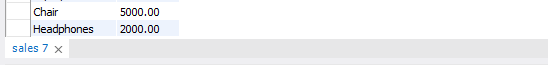 Chair 5000.00
Headphones 2000.00
sales 7 ×